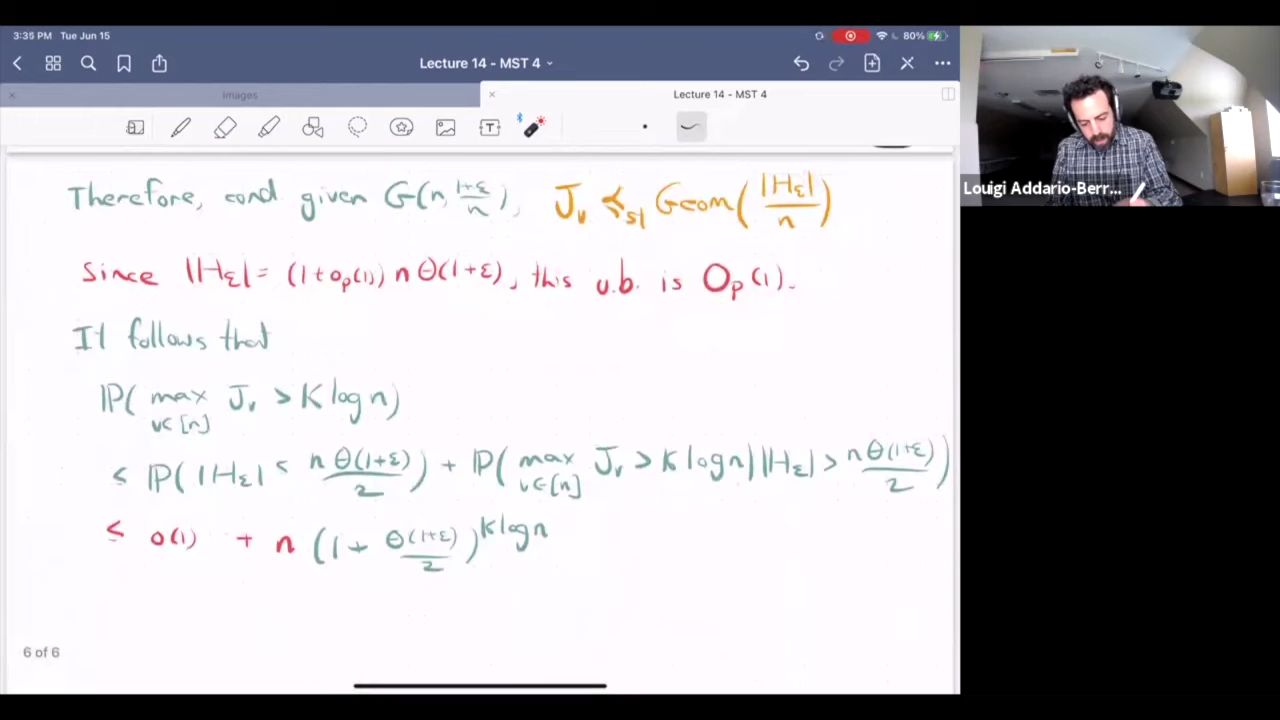 3:35 PM Tue Jun 15
80%
Lecture 14 - MST 4
Images
Lecture 14 - MST 4
Louigi Addario-Berr...
Therefore, cond given G(n, (1+ε)/n), J_v ≼_st Geom(|H_ε|/n)
Since |H_ε| = (1+o_p(1)) n θ(1+ε), this u.b. is O_p(1).
It follows that
ℙ( max_{v∈[n]} J_v > K log n)
≤ ℙ( |H_ε| < nθ(1+ε)/2 ) + ℙ( max_{v∈[n]} J_v > K log n | |H_ε| > nθ(1+ε)/2 )
≤ o(1) + n (1 + θ(1+ε)/2)^{K log n}
6 of 6